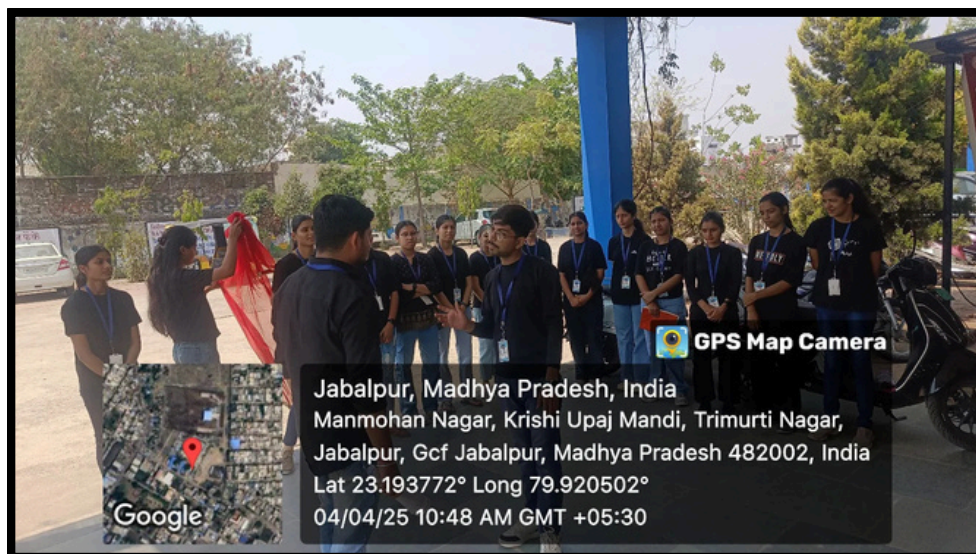 GPS Map Camera
Jabalpur, Madhya Pradesh, India
Manmohan Nagar, Krishi Upaj Mandi, Trimurti Nagar,
Jabalpur, Gcf Jabalpur, Madhya Pradesh 482002, India
Lat 23.193772° Long 79.920502°
04/04/25 10:48 AM GMT +05:30
Google